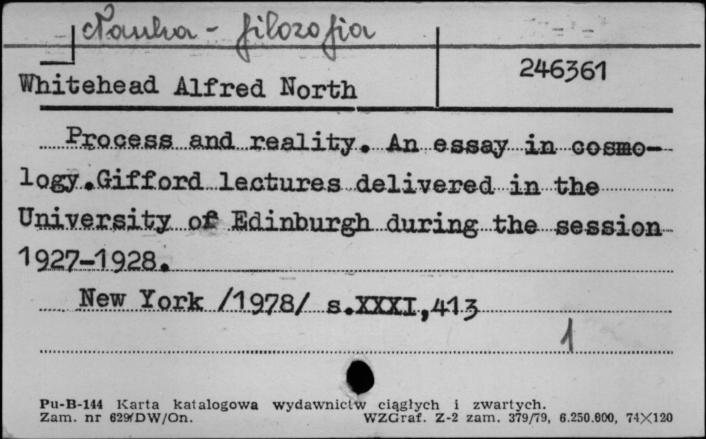 Nauka - filozofia
246361
Whitehead Alfred North
Process and reality. An essay in cosmo-
logy.Gifford lectures delivered in the
University of Edinburgh during the session
1927-1928.
New York /1978/ s.XXXI,413
1
Pu-B-144 Karta katalogowa wydawnictw ciągłych i zwartych.
Zam. nr 629/DW/On. WZGraf. Z-2 zam. 379/79, 6.250.000, 74×120